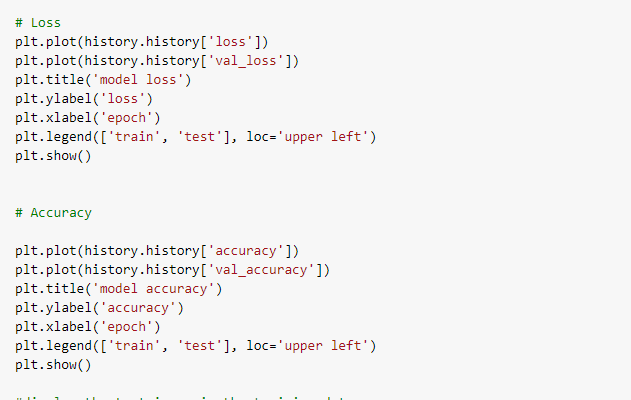 # Loss
plt.plot(history.history['loss'])
plt.plot(history.history['val_loss'])
plt.title('model loss')
plt.ylabel('loss')
plt.xlabel('epoch')
plt.legend(['train', 'test'], loc='upper left')
plt.show()
# Accuracy
plt.plot(history.history['accuracy'])
plt.plot(history.history['val_accuracy'])
plt.title('model accuracy')
plt.ylabel('accuracy')
plt.xlabel('epoch')
plt.legend(['train', 'test'], loc='upper left')
plt.show()